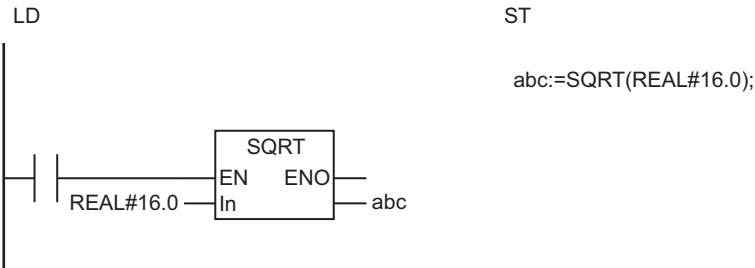 LD
ST
abc:=SQRT(REAL#16.0);
SQRT
EN ENO
REAL#16.0 In abc